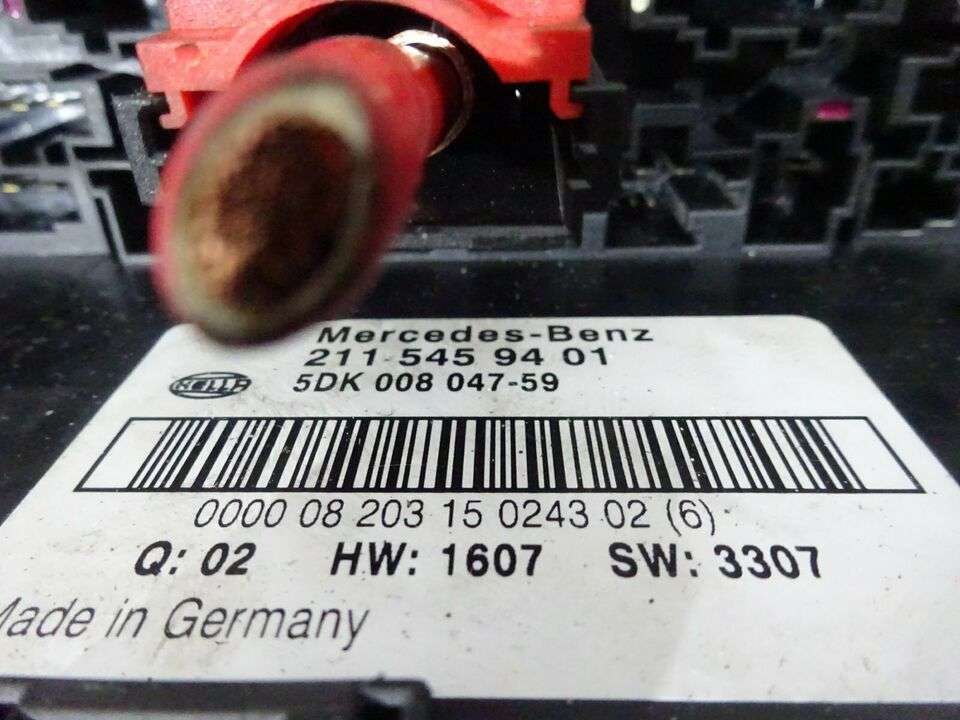 Mercedes-Benz
211 545 94 01
HELLA 5DK 008 047-59
0000 08 203 15 0243 02 (6)
Q: 02 HW: 1607 SW: 3307
Made in Germany